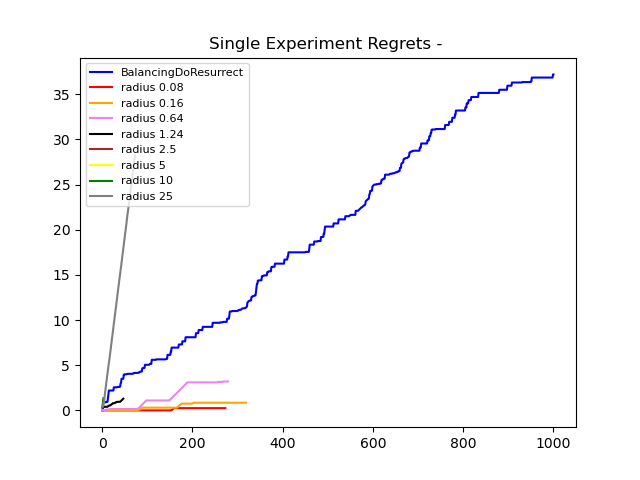 Single Experiment Regrets -
BalancingDoResurrect
radius 0.08
radius 0.16
radius 0.64
radius 1.24
radius 2.5
radius 5
radius 10
radius 25
35
30
25
20
15
10
5
0
0 200 400 600 800 1000